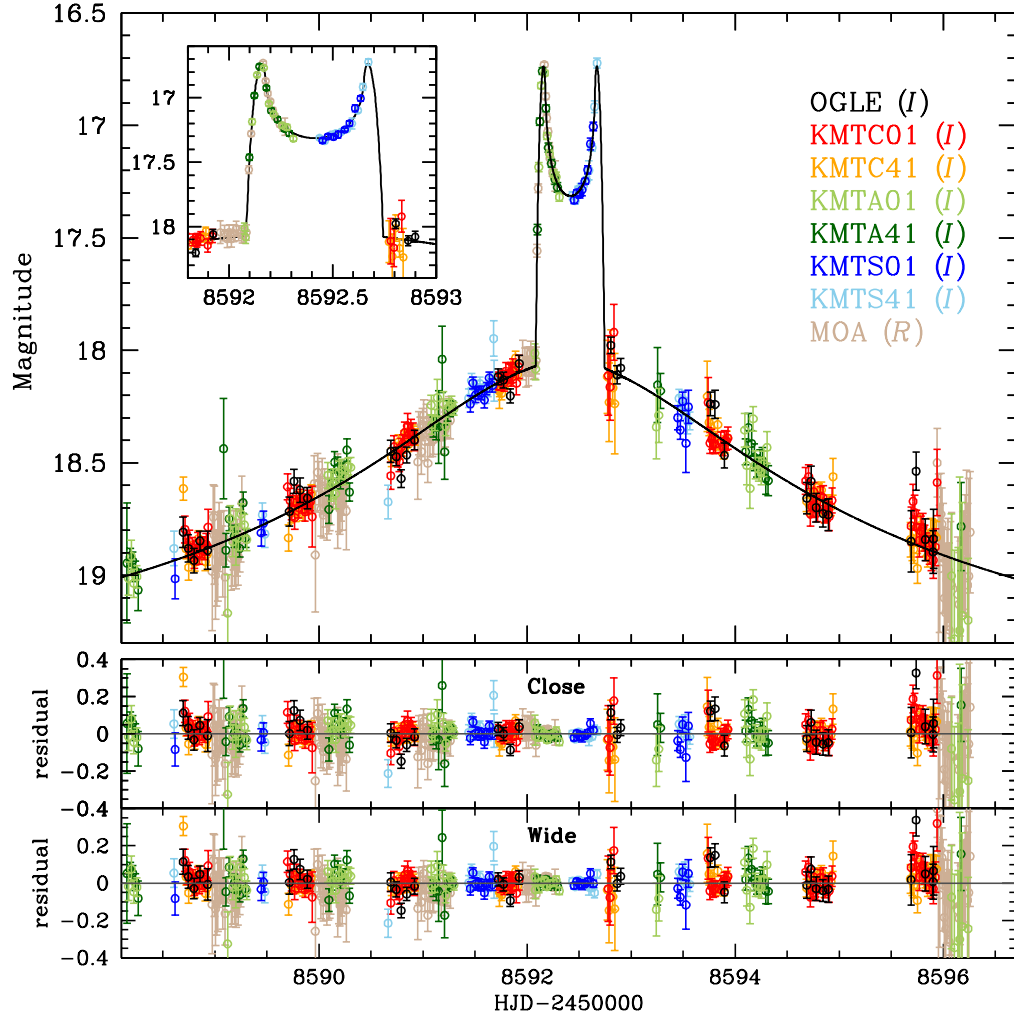 16.5
17
17.5
18
18.5
19
Magnitude
17
17.5
18
8592
8592.5
8593
OGLE (I)
KMTC01 (I)
KMTC41 (I)
KMTA01 (I)
KMTA41 (I)
KMTS01 (I)
KMTS41 (I)
MOA (R)
0.4
0.2
0
−0.2
−0.4
residual
Close
0.2
0
−0.2
−0.4
residual
Wide
8590
8592
8594
8596
HJD−2450000